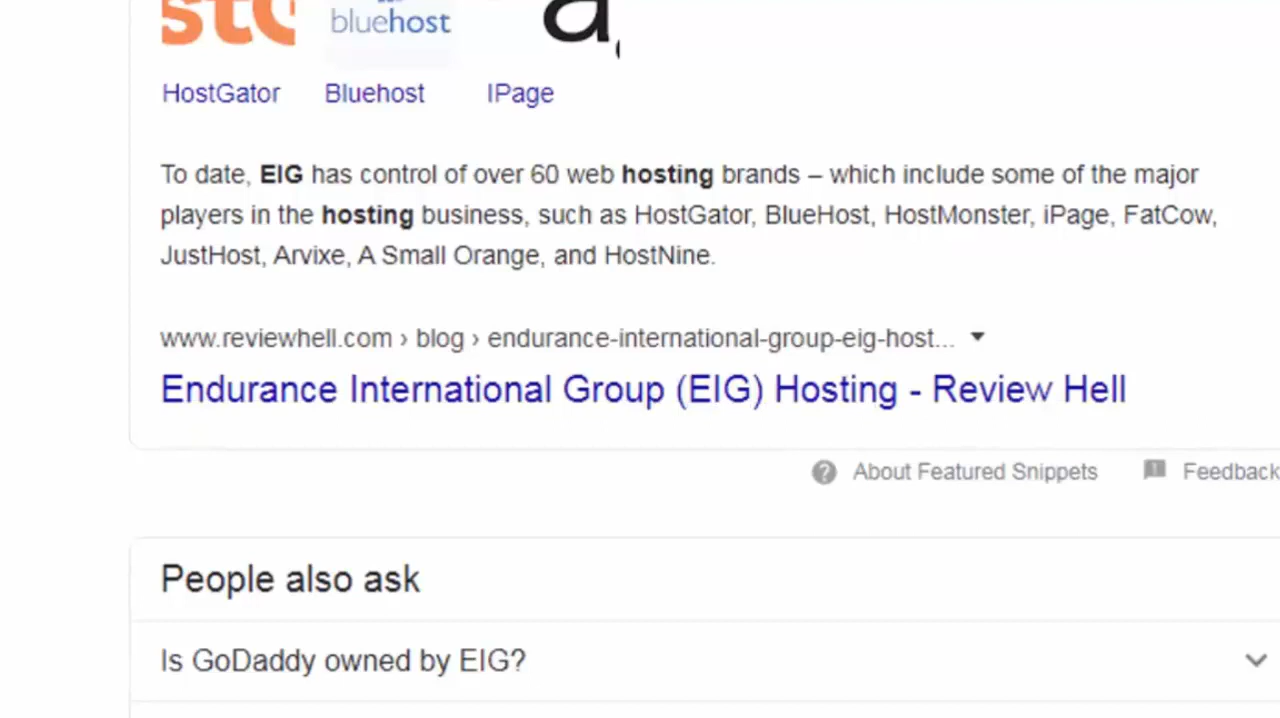 bluehost
HostGator Bluehost IPage
To date, EIG has control of over 60 web hosting brands – which include some of the major
players in the hosting business, such as HostGator, BlueHost, HostMonster, iPage, FatCow,
JustHost, Arvixe, A Small Orange, and HostNine.
www.reviewhell.com › blog › endurance-international-group-eig-host...
Endurance International Group (EIG) Hosting - Review Hell
About Featured Snippets Feedback
People also ask
Is GoDaddy owned by EIG?